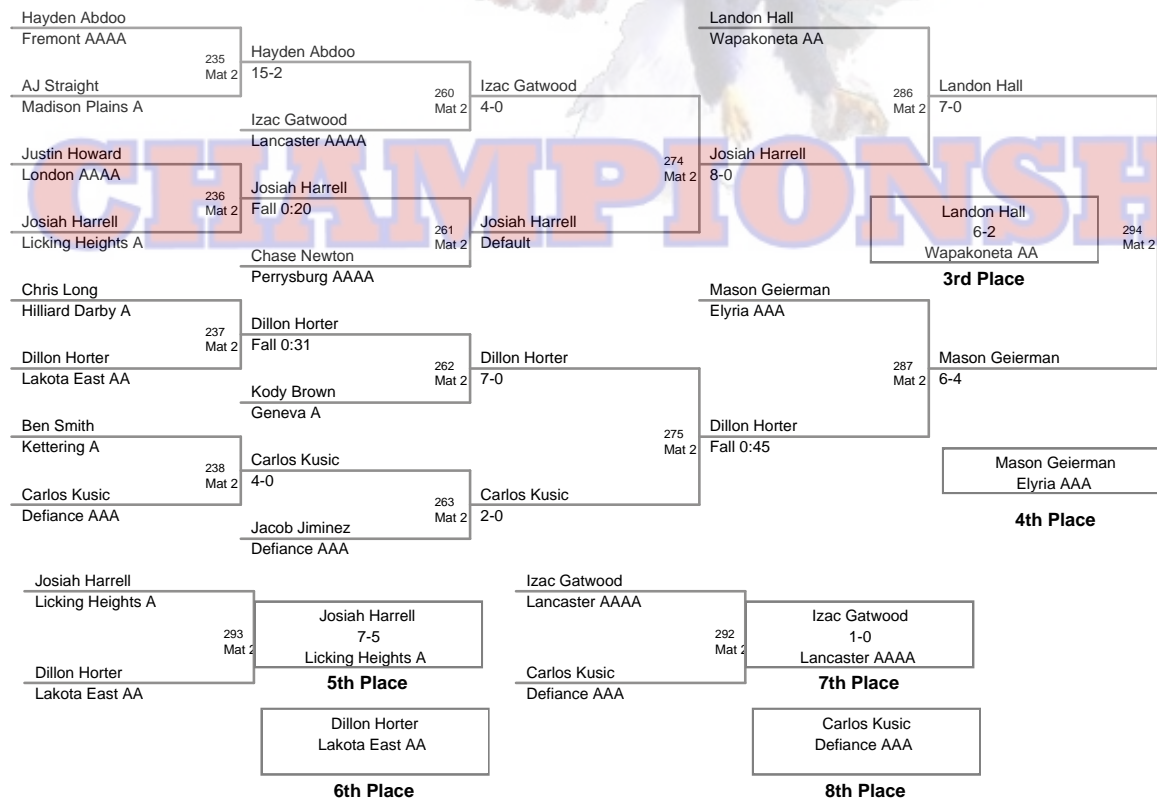 Hayden Abdoo
Fremont AAAA
235
Mat 2
AJ Straight
Madison Plains A
Hayden Abdoo
15-2
260
Mat 2
Izac Gatwood
Lancaster AAAA
Izac Gatwood
4-0
Justin Howard
London AAAA
236
Mat 2
Josiah Harrell
Licking Heights A
Josiah Harrell
Fall 0:20
261
Mat 2
Chase Newton
Perrysburg AAAA
Josiah Harrell
Default
274
Mat 2
Josiah Harrell
8-0
Landon Hall
Wapakoneta AA
286
Mat 2
Landon Hall
7-0
CHAMPIONSH
Landon Hall
6-2
Wapakoneta AA
3rd Place
294
Mat 2
Chris Long
Hilliard Darby A
237
Mat 2
Dillon Horter
Lakota East AA
Dillon Horter
Fall 0:31
262
Mat 2
Kody Brown
Geneva A
Dillon Horter
7-0
Ben Smith
Kettering A
238
Mat 2
Carlos Kusic
Defiance AAA
Carlos Kusic
4-0
263
Mat 2
Jacob Jiminez
Defiance AAA
Carlos Kusic
2-0
275
Mat 2
Dillon Horter
Fall 0:45
Mason Geierman
Elyria AAA
287
Mat 2
Mason Geierman
6-4
Mason Geierman
Elyria AAA
4th Place
Josiah Harrell
Licking Heights A
293
Mat 2
Dillon Horter
Lakota East AA
Josiah Harrell
7-5
Licking Heights A
5th Place
Dillon Horter
Lakota East AA
6th Place
Izac Gatwood
Lancaster AAAA
292
Mat 2
Carlos Kusic
Defiance AAA
Izac Gatwood
1-0
Lancaster AAAA
7th Place
Carlos Kusic
Defiance AAA
8th Place